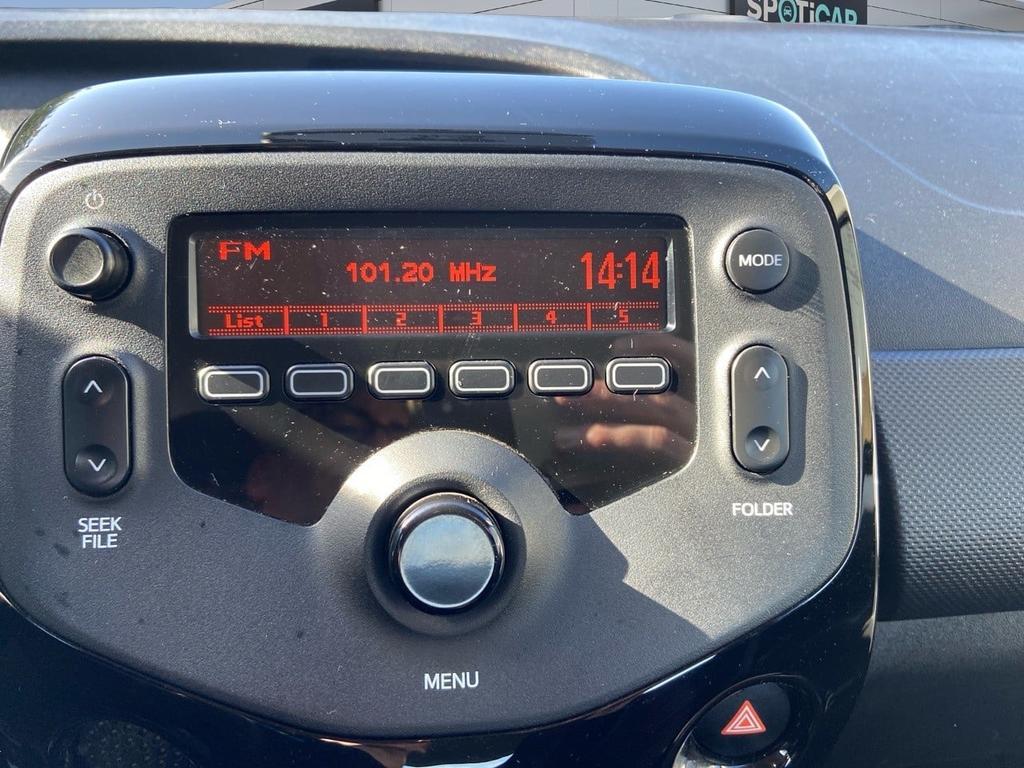 SPOTiCAR
FM
101.20 MHz
14:14
List 1 2 3 4 5
MODE
SEEK
FILE
FOLDER
MENU